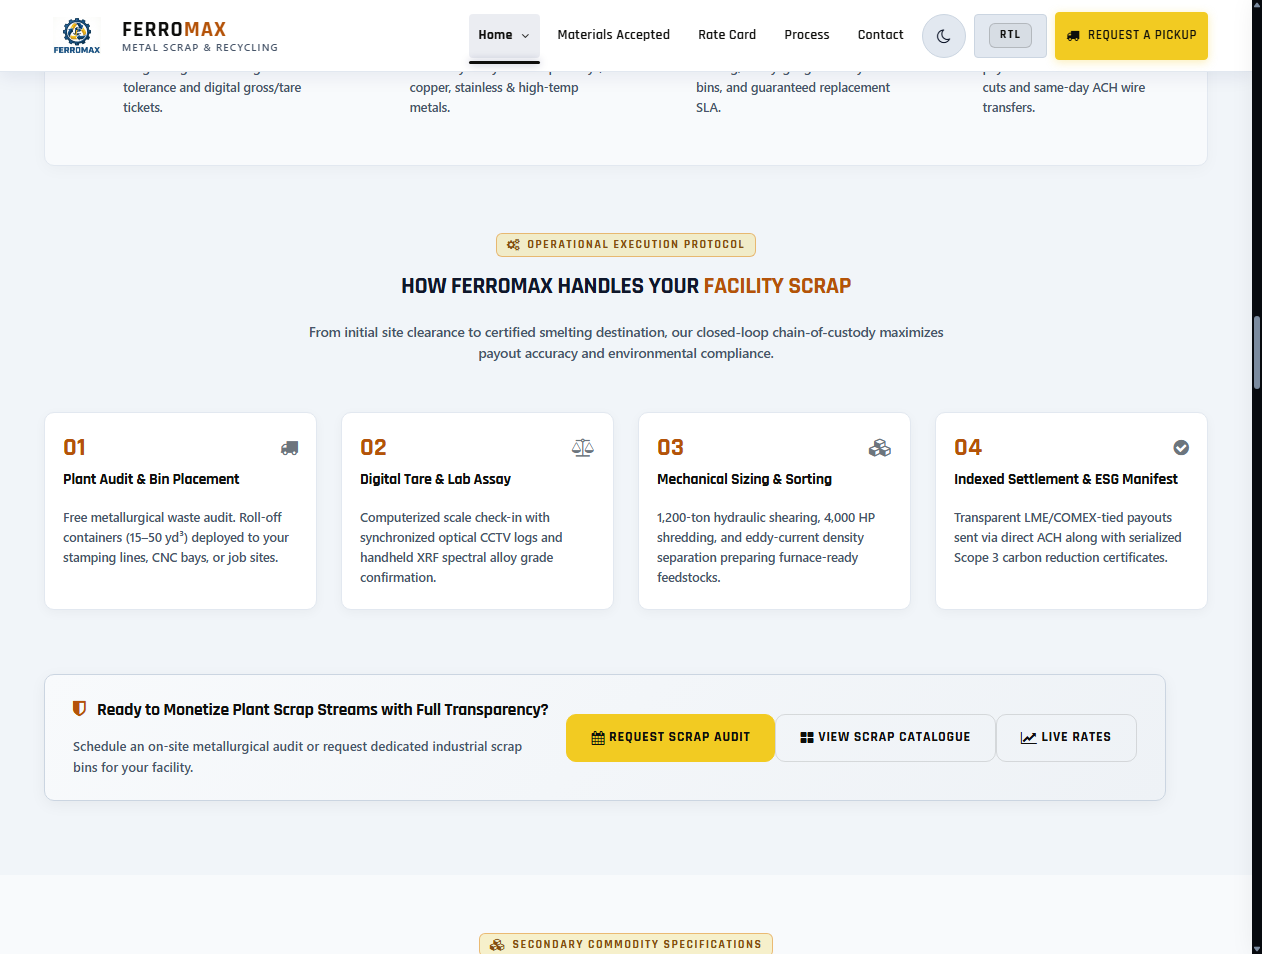 FERROMAX
FERROMAX
METAL SCRAP & RECYCLING
Home
Materials Accepted
Rate Card
Process
Contact
RTL
REQUEST A PICKUP
tolerance and digital gross/tare
tickets.
copper, stainless & high-temp
metals.
bins, and guaranteed replacement
SLA.
cuts and same-day ACH wire
transfers.
OPERATIONAL EXECUTION PROTOCOL
HOW FERROMAX HANDLES YOUR FACILITY SCRAP
From initial site clearance to certified smelting destination, our closed-loop chain-of-custody maximizes
payout accuracy and environmental compliance.
01
Plant Audit & Bin Placement
Free metallurgical waste audit. Roll-off
containers (15–50 yd³) deployed to your
stamping lines, CNC bays, or job sites.
02
Digital Tare & Lab Assay
Computerized scale check-in with
synchronized optical CCTV logs and
handheld XRF spectral alloy grade
confirmation.
03
Mechanical Sizing & Sorting
1,200-ton hydraulic shearing, 4,000 HP
shredding, and eddy-current density
separation preparing furnace-ready
feedstocks.
04
Indexed Settlement & ESG Manifest
Transparent LME/COMEX-tied payouts
sent via direct ACH along with serialized
Scope 3 carbon reduction certificates.
Ready to Monetize Plant Scrap Streams with Full Transparency?
Schedule an on-site metallurgical audit or request dedicated industrial scrap
bins for your facility.
REQUEST SCRAP AUDIT
VIEW SCRAP CATALOGUE
LIVE RATES
SECONDARY COMMODITY SPECIFICATIONS